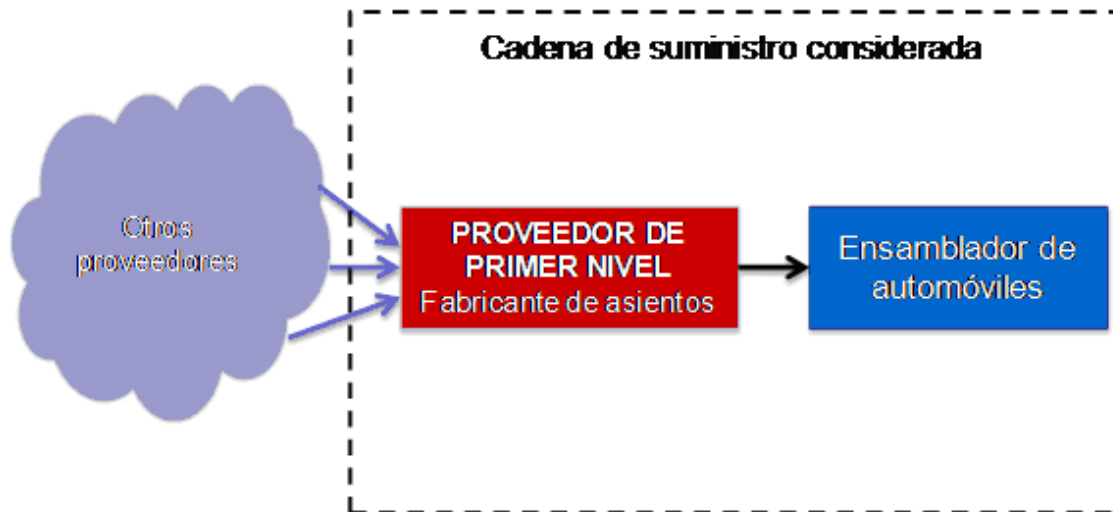 Cadena de suministro considerada
Otros
proveedores
PROVEEDOR DE
PRIMER NIVEL
Fabricante de asientos
Ensamblador de
automóviles